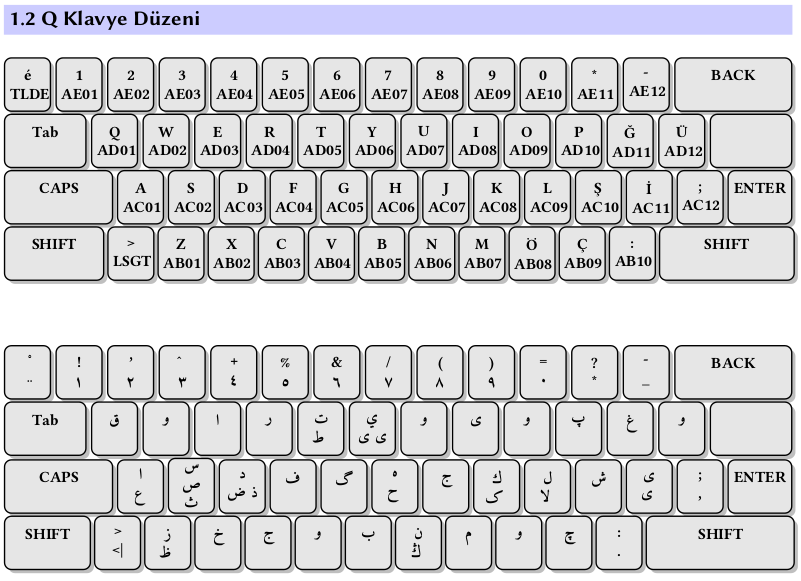 1.2 Q Klavye Düzeni
é 1 2 3 4 5 6 7 8 9 0 * - BACK
TLDE AE01 AE02 AE03 AE04 AE05 AE06 AE07 AE08 AE09 AE10 AE11 AE12
Tab Q W E R T Y U I O P Ğ Ü
AD01 AD02 AD03 AD04 AD05 AD06 AD07 AD08 AD09 AD10 AD11 AD12
CAPS A S D F G H J K L Ş İ ; ENTER
AC01 AC02 AC03 AC04 AC05 AC06 AC07 AC08 AC09 AC10 AC11 AC12
SHIFT > Z X C V B N M Ö Ç : SHIFT
LSGT AB01 AB02 AB03 AB04 AB05 AB06 AB07 AB08 AB09 AB10
° ! ’ ^ + % & / ( ) = ? - BACK
¨ ١ ٢ ٣ ٤ ٥ ٦ ٧ ٨ ٩ ٠ * _
Tab ق و ا ر ت ي و ى و پ غ و
ط ى ى
CAPS ا س د ف گ ه ج ك ل ش ى ; ENTER
ع ص ض ذ ح ک لا ى ,
ث
SHIFT > ز خ ج و ب ن م و چ : SHIFT
<| ظ ڭ .